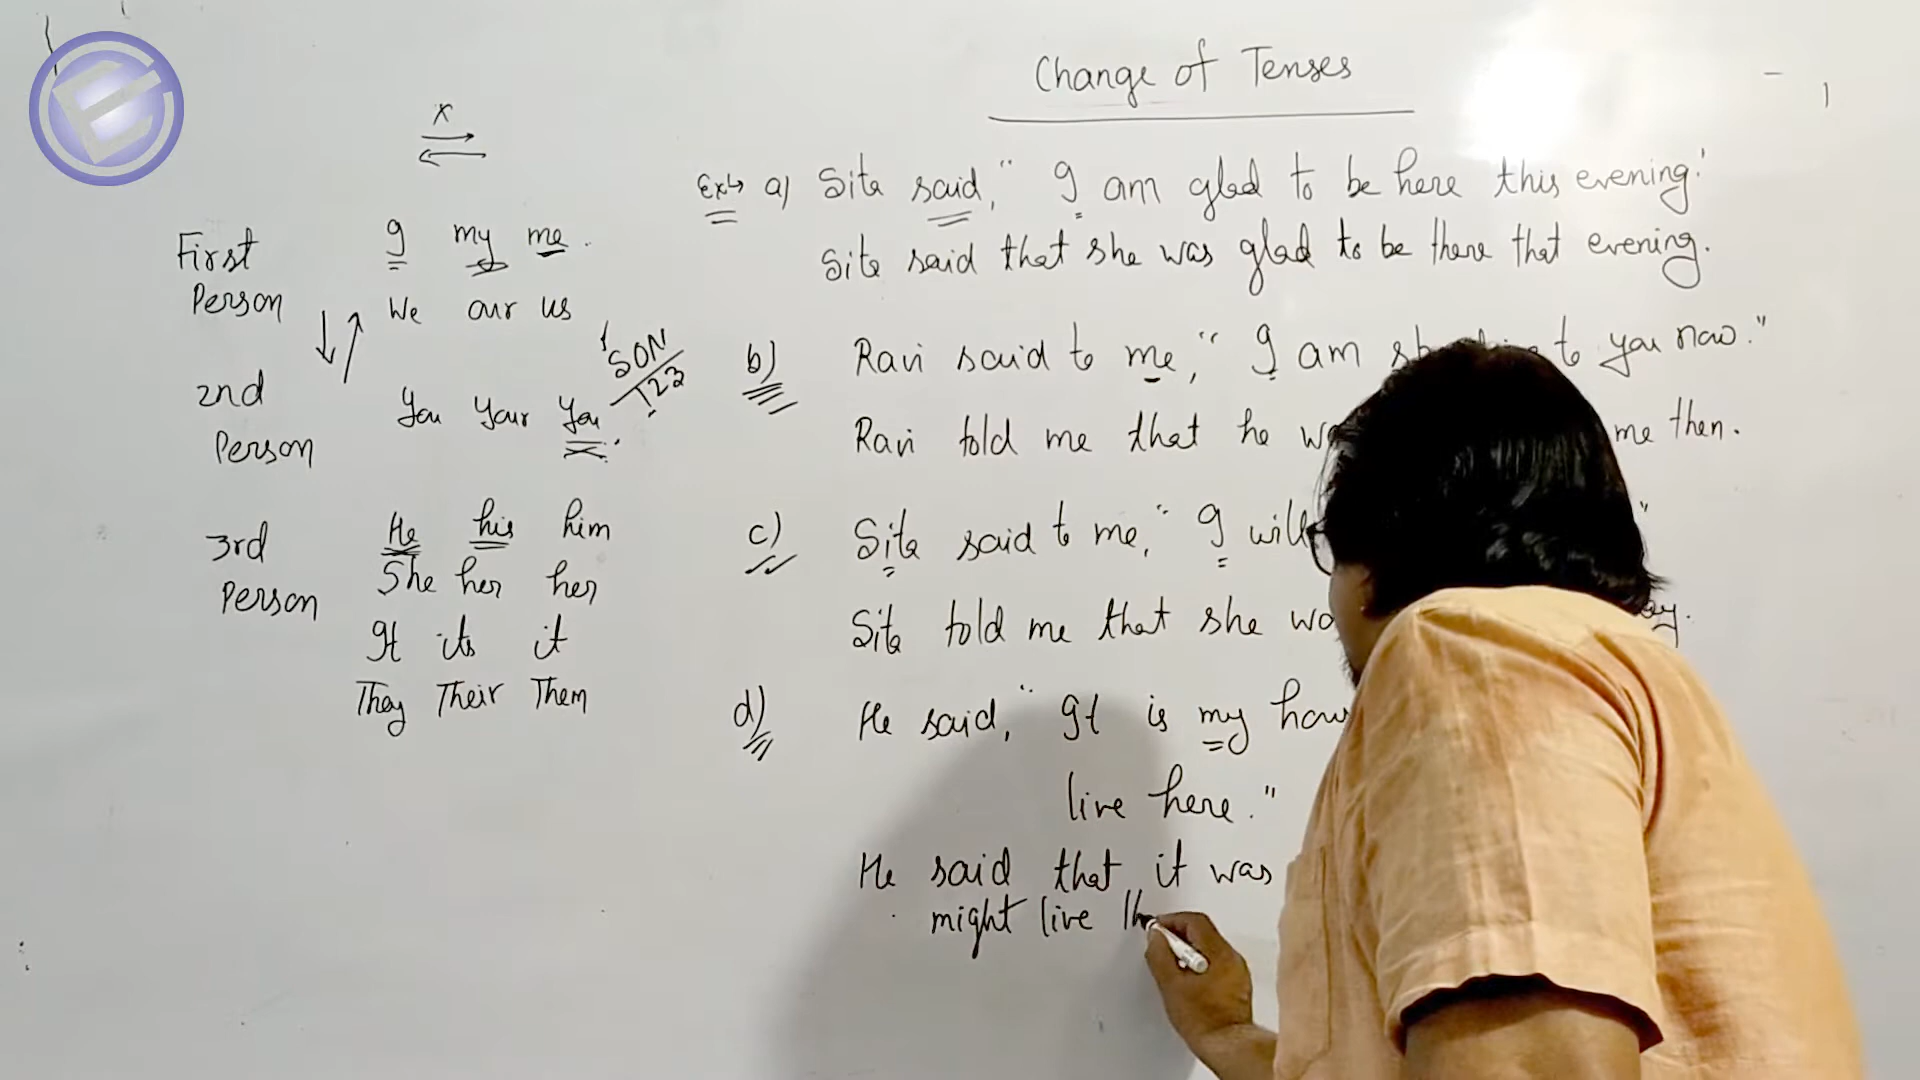 Change of Tenses
x
Ex↳ a) Sita said, " I am glad to be here this evening."
Sita said that she was glad to be there that evening.
First Person
I my me.
We our us
2nd Person
You your you
SON
123
3rd Person
He his him
She her her
It its it
They Their Them
b) Ravi said to me, " I am to you now."
Ravi told me that he me then.
c) Sita said to me, " I will "
Sita told me that she
d) He said, " It is my
live here."
He said that it was
might live